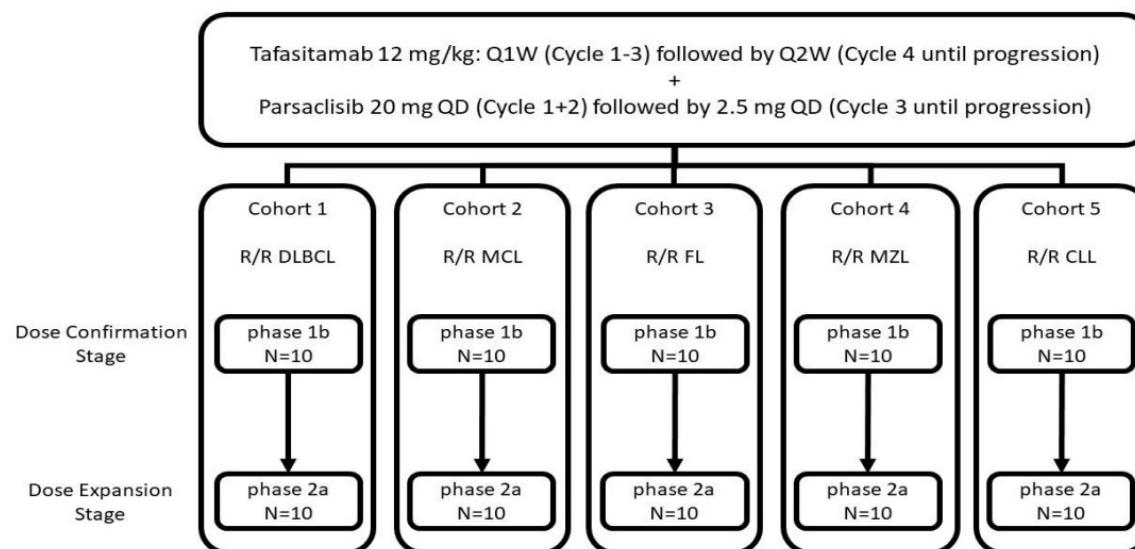 Tafasitamab 12 mg/kg: Q1W (Cycle 1-3) followed by Q2W (Cycle 4 until progression)
+
Parsaclisib 20 mg QD (Cycle 1+2) followed by 2.5 mg QD (Cycle 3 until progression)
Cohort 1
R/R DLBCL
Cohort 2
R/R MCL
Cohort 3
R/R FL
Cohort 4
R/R MZL
Cohort 5
R/R CLL
Dose Confirmation
Stage
phase 1b
N=10
phase 1b
N=10
phase 1b
N=10
phase 1b
N=10
phase 1b
N=10
Dose Expansion
Stage
phase 2a
N=10
phase 2a
N=10
phase 2a
N=10
phase 2a
N=10
phase 2a
N=10